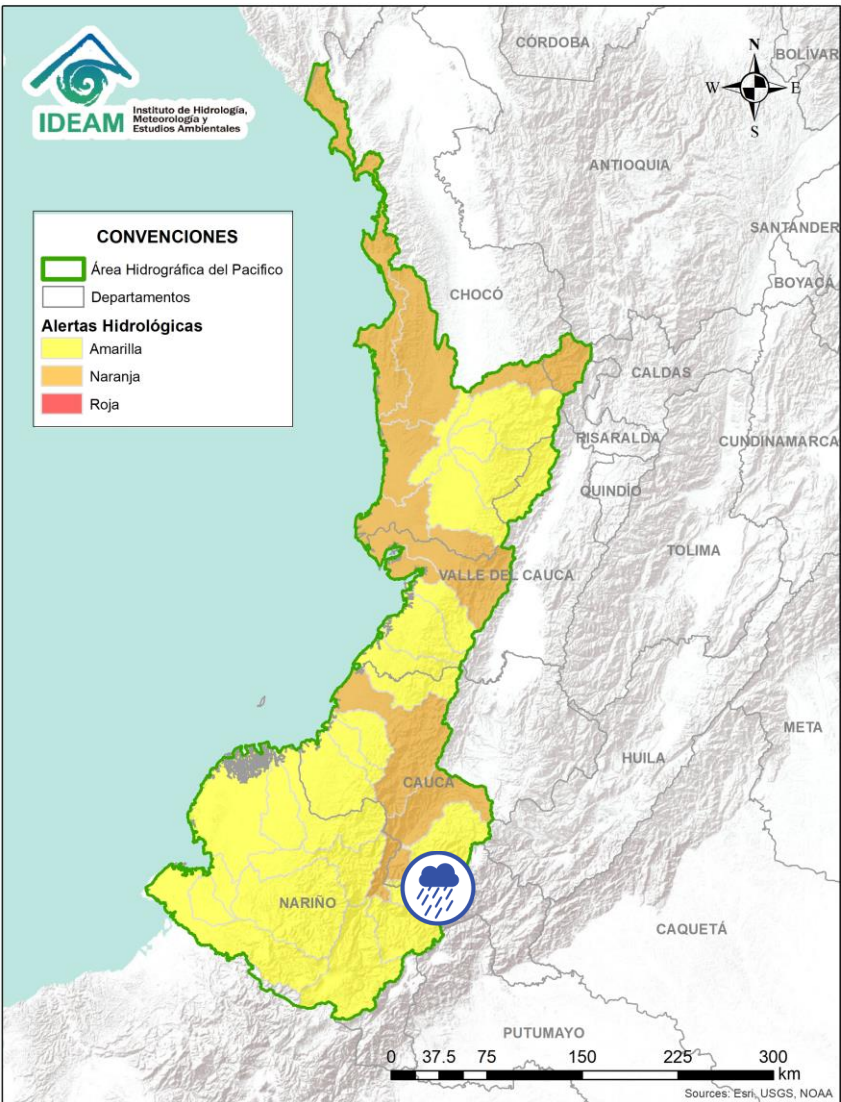 IDEAM
Instituto de Hidrología,
Meteorología y
Estudios Ambientales
N
W E
S
CÓRDOBA
BOLÍVAR
ANTIOQUIA
SANTANDER
BOYACÁ
CHOCÓ
CALDAS
RISARALDA
CUNDINAMARCA
QUINDÍO
TOLIMA
VALLE DEL CAUCA
META
HUILA
CAUCA
NARIÑO
CAQUETÁ
PUTUMAYO
CONVENCIONES
Área Hidrográfica del Pacifico
Departamentos
Alertas Hidrológicas
Amarilla
Naranja
Roja
0 37.5 75 150 225 300
km
Sources: Esri, USGS, NOAA